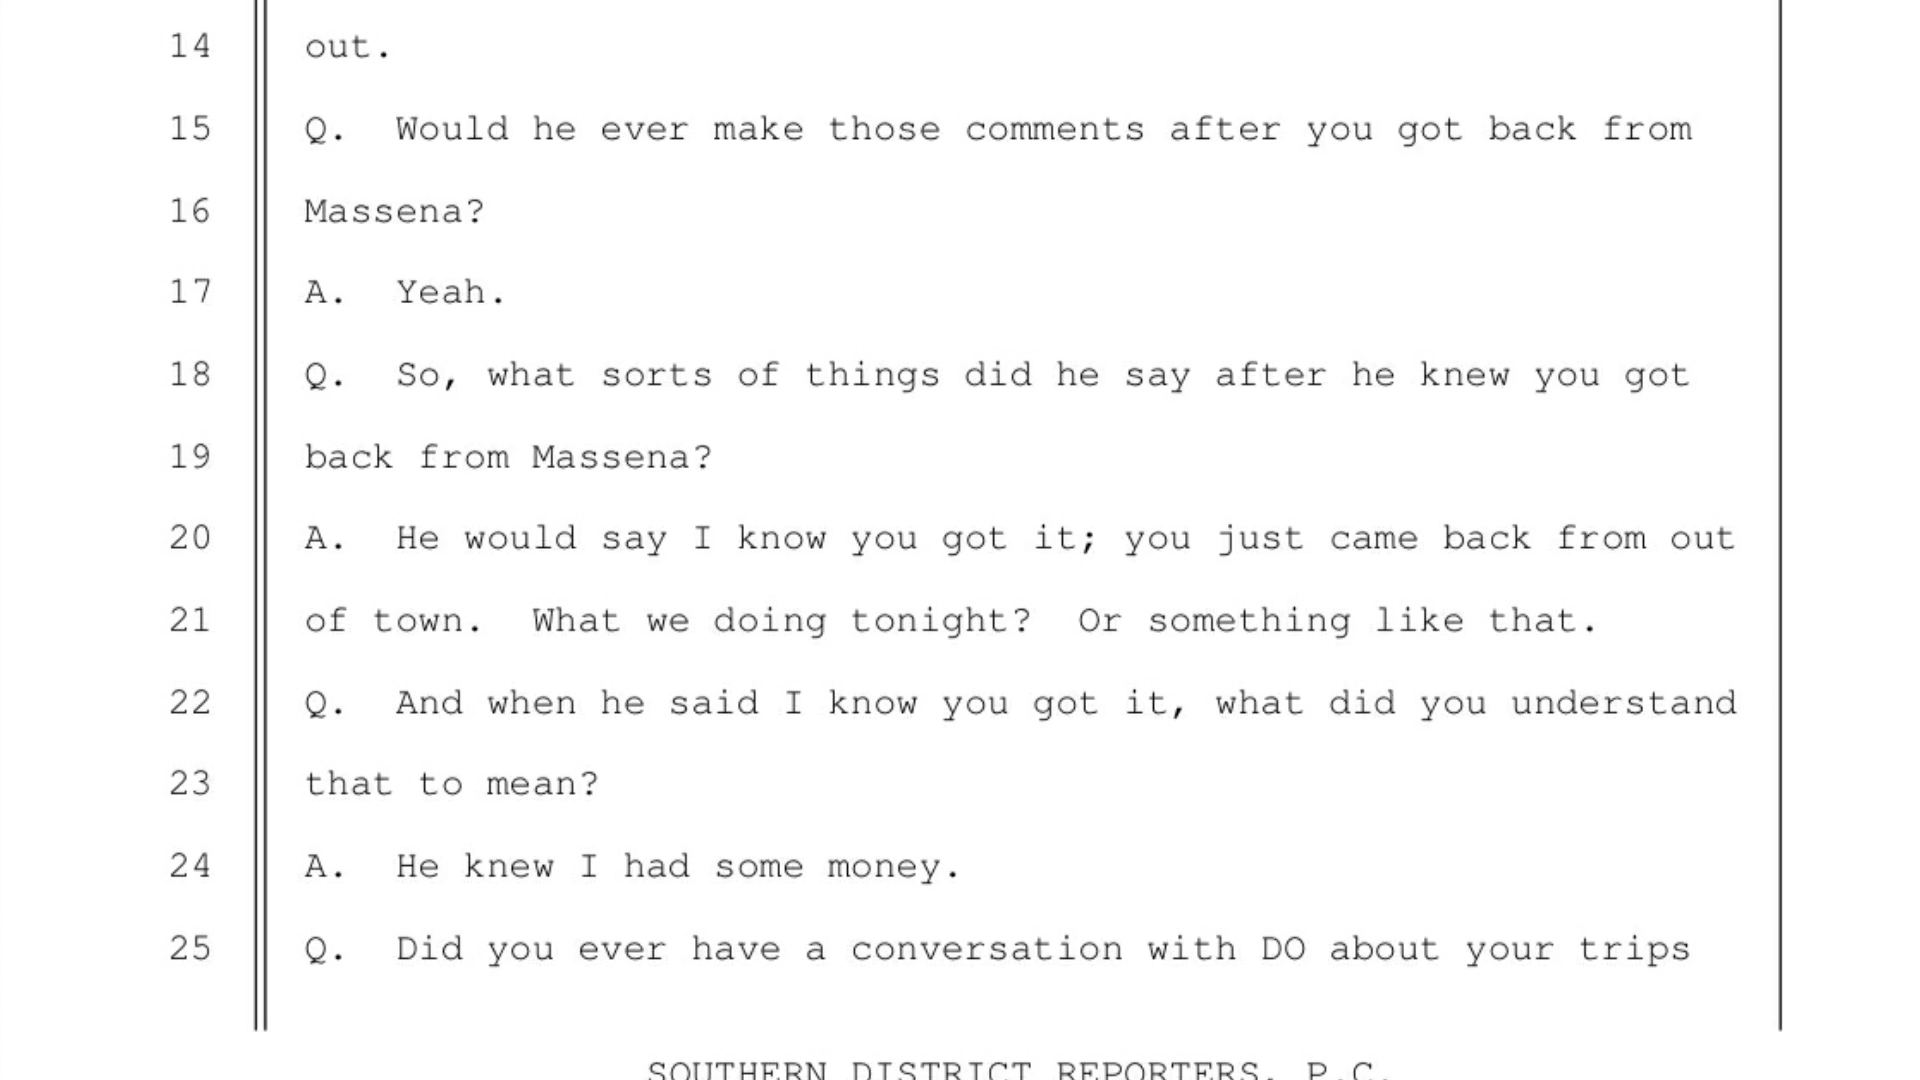 14 out.
15 Q. Would he ever make those comments after you got back from
16 Massena?
17 A. Yeah.
18 Q. So, what sorts of things did he say after he knew you got
19 back from Massena?
20 A. He would say I know you got it; you just came back from out
21 of town. What we doing tonight? Or something like that.
22 Q. And when he said I know you got it, what did you understand
23 that to mean?
24 A. He knew I had some money.
25 Q. Did you ever have a conversation with DO about your trips
SOUTHERN DISTRICT REPORTERS, P.C.